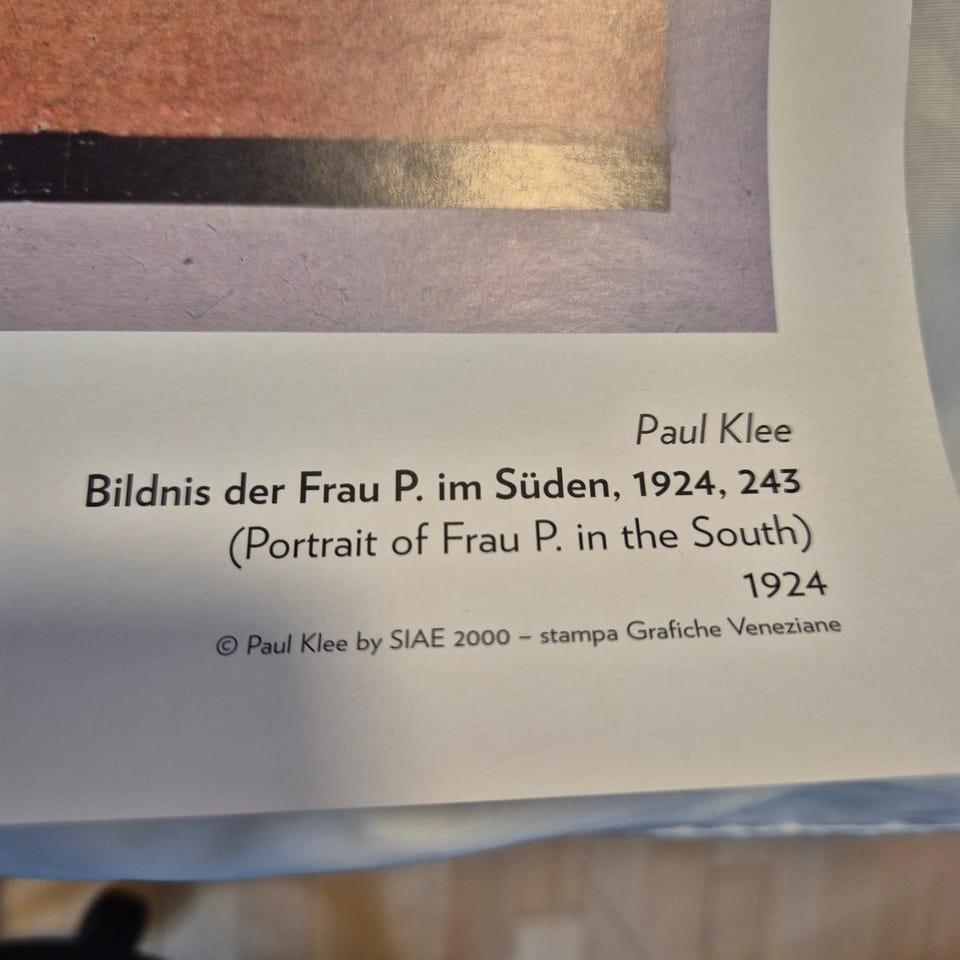 Paul Klee
Bildnis der Frau P. im Süden, 1924, 243
(Portrait of Frau P. in the South)
1924
© Paul Klee by SIAE 2000 – stampa Grafiche Veneziane